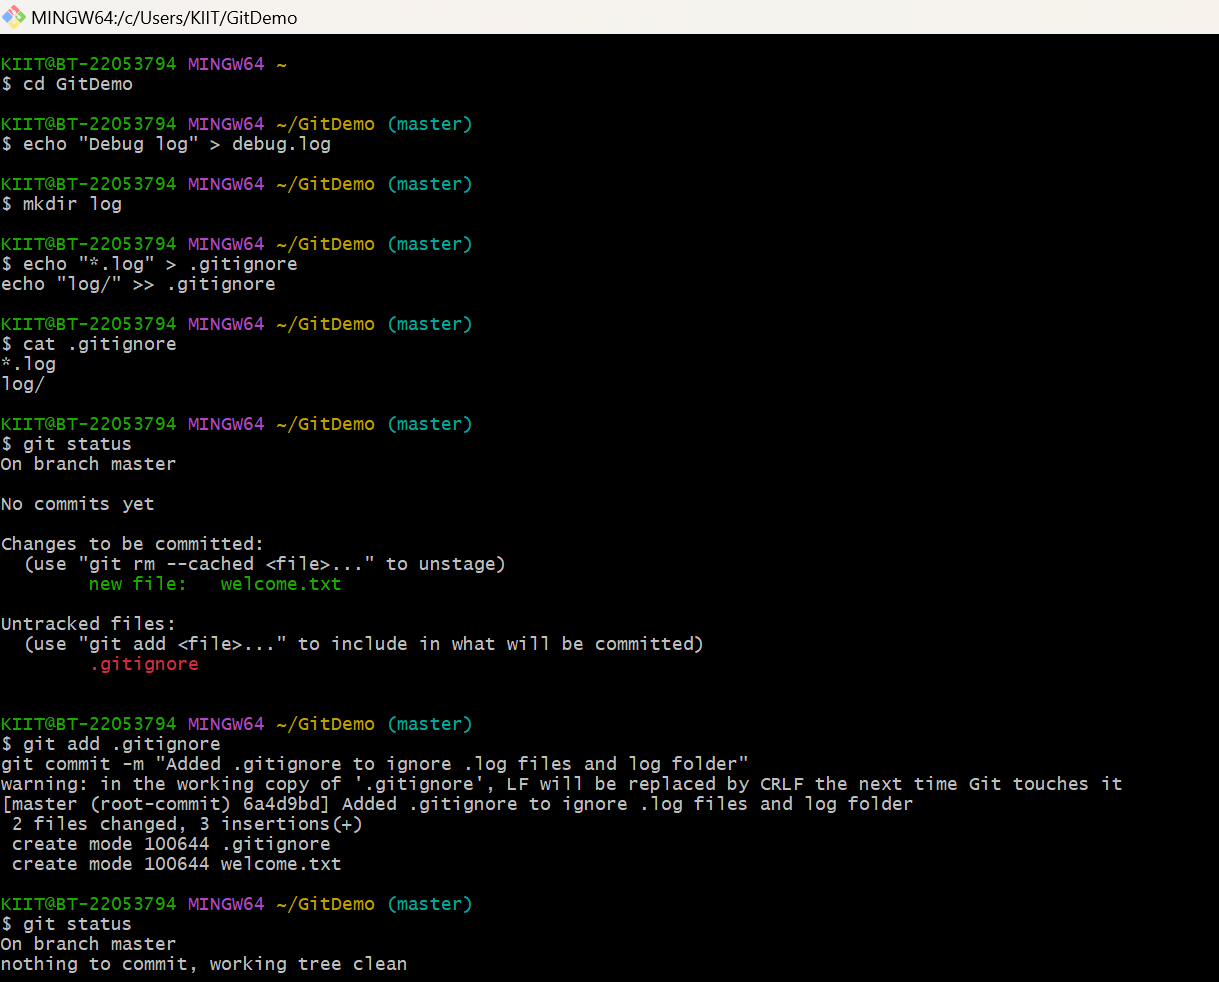 MINGW64:/c/Users/KIIT/GitDemo
KIIT@BT-22053794 MINGW64 ~
$ cd GitDemo
KIIT@BT-22053794 MINGW64 ~/GitDemo (master)
$ echo "Debug log" > debug.log
KIIT@BT-22053794 MINGW64 ~/GitDemo (master)
$ mkdir log
KIIT@BT-22053794 MINGW64 ~/GitDemo (master)
$ echo "*.log" > .gitignore
echo "log/" >> .gitignore
KIIT@BT-22053794 MINGW64 ~/GitDemo (master)
$ cat .gitignore
*.log
log/
KIIT@BT-22053794 MINGW64 ~/GitDemo (master)
$ git status
On branch master
No commits yet
Changes to be committed:
  (use "git rm --cached <file>..." to unstage)
        new file:   welcome.txt
Untracked files:
  (use "git add <file>..." to include in what will be committed)
        .gitignore
KIIT@BT-22053794 MINGW64 ~/GitDemo (master)
$ git add .gitignore
git commit -m "Added .gitignore to ignore .log files and log folder"
warning: in the working copy of '.gitignore', LF will be replaced by CRLF the next time Git touches it
[master (root-commit) 6a4d9bd] Added .gitignore to ignore .log files and log folder
 2 files changed, 3 insertions(+)
 create mode 100644 .gitignore
 create mode 100644 welcome.txt
KIIT@BT-22053794 MINGW64 ~/GitDemo (master)
$ git status
On branch master
nothing to commit, working tree clean